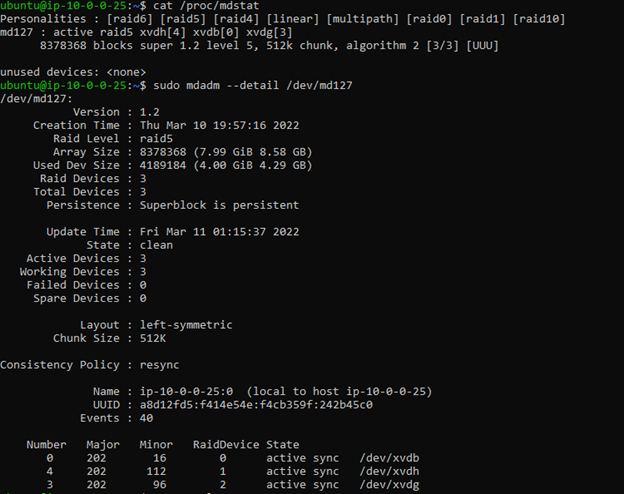 ubuntu@ip-10-0-0-25:~$ cat /proc/mdstat
Personalities : [raid6] [raid5] [raid4] [linear] [multipath] [raid0] [raid1] [raid10]
md127 : active raid5 xvdh[4] xvdb[0] xvdg[3]
      8378368 blocks super 1.2 level 5, 512k chunk, algorithm 2 [3/3] [UUU]

unused devices: <none>
ubuntu@ip-10-0-0-25:~$ sudo mdadm --detail /dev/md127
/dev/md127:
           Version : 1.2
     Creation Time : Thu Mar 10 19:57:16 2022
        Raid Level : raid5
        Array Size : 8378368 (7.99 GiB 8.58 GB)
     Used Dev Size : 4189184 (4.00 GiB 4.29 GB)
      Raid Devices : 3
     Total Devices : 3
       Persistence : Superblock is persistent

       Update Time : Fri Mar 11 01:15:37 2022
             State : clean
    Active Devices : 3
   Working Devices : 3
    Failed Devices : 0
     Spare Devices : 0

            Layout : left-symmetric
        Chunk Size : 512K

Consistency Policy : resync

              Name : ip-10-0-0-25:0  (local to host ip-10-0-0-25)
              UUID : a8d12fd5:f414e54e:f4cb359f:242b45c0
            Events : 40

    Number   Major   Minor   RaidDevice State
       0     202       16        0      active sync   /dev/xvdb
       4     202      112        1      active sync   /dev/xvdh
       3     202       96        2      active sync   /dev/xvdg